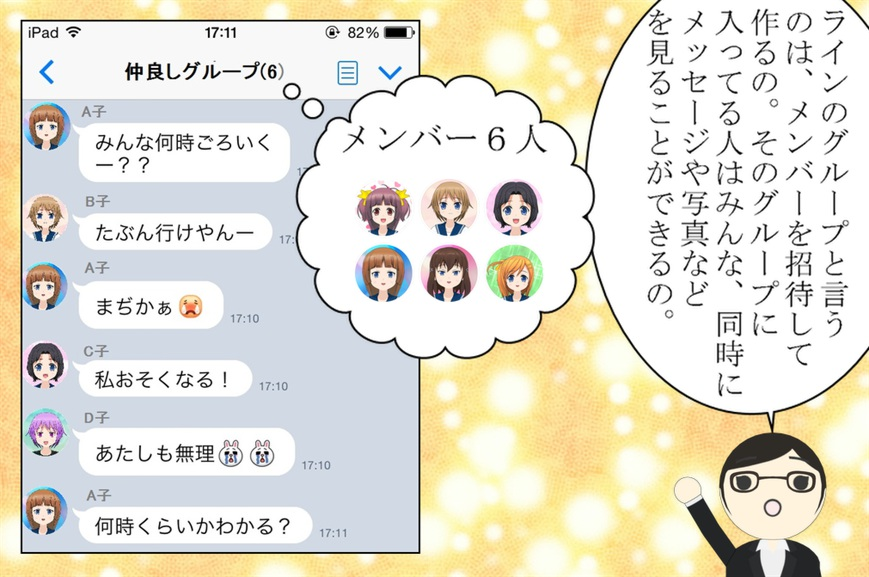 iPad 17:11 82%
仲良しグループ(6)
A子
みんな何時ごろいく
ー？？
17:
B子
たぶん行けやんー
17:
A子
まぢかぁ
17:10
C子
私おそくなる！
17:10
D子
あたしも無理
17:10
A子
何時くらいかわかる？
17:11
メンバー６人
ラインのグループと言う
のは、メンバーを招待して
作るの。そのグループに
入ってる人はみんな、同時に
メッセージや写真など
を見ることができるの。